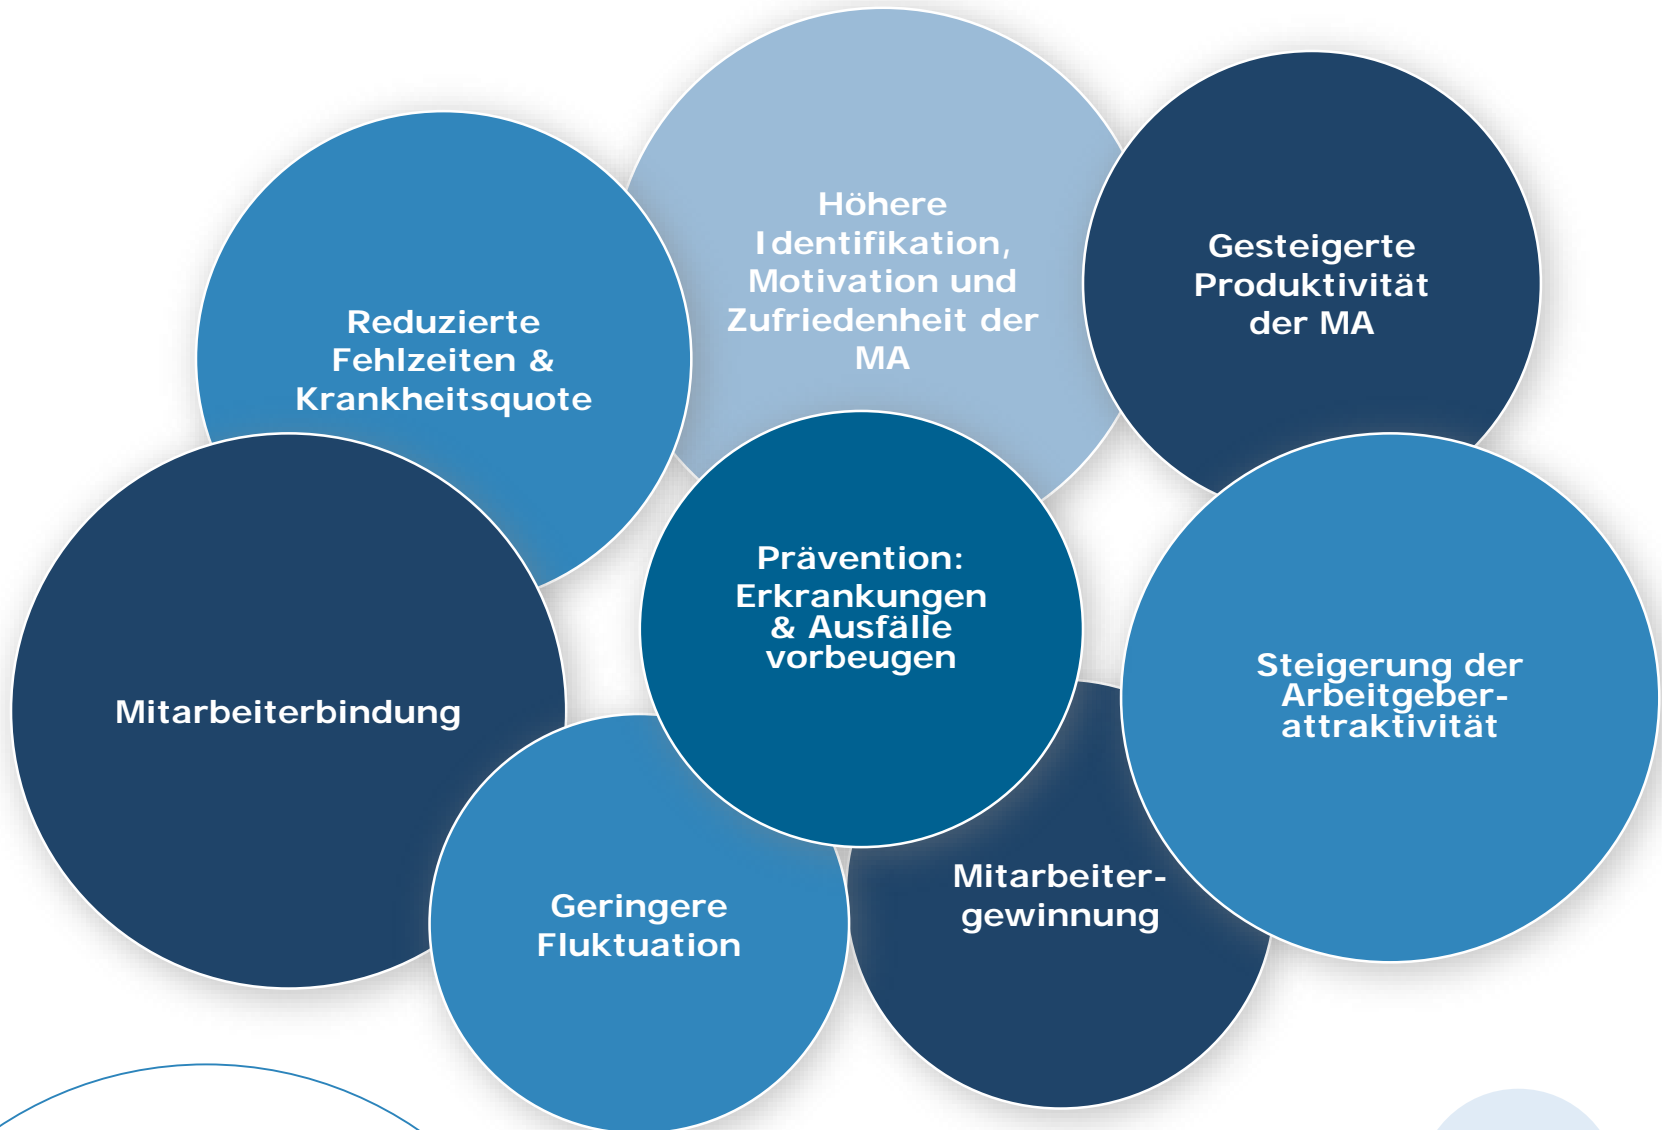 Höhere
Identifikation,
Motivation und
Zufriedenheit der
MA
Gesteigerte
Produktivität
der MA
Reduzierte
Fehlzeiten &
Krankheitsquote
Prävention:
Erkrankungen
& Ausfälle
vorbeugen
Steigerung der
Arbeitgeber-
attraktivität
Mitarbeiterbindung
Mitarbeiter-
gewinnung
Geringere
Fluktuation